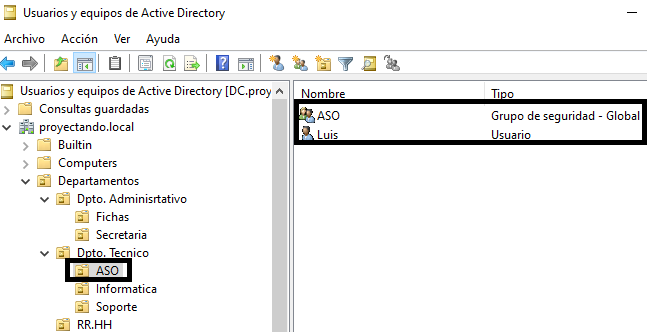 Usuarios y equipos de Active Directory
Archivo Acción Ver Ayuda
Usuarios y equipos de Active Directory [DC.proy
Consultas guardadas
proyectando.local
Builtin
Computers
Departamentos
Dpto. Adminisrtativo
Fichas
Secretaria
Dpto. Tecnico
ASO
Informatica
Soporte
RR.HH
Nombre Tipo
ASO Grupo de seguridad - Global
Luis Usuario